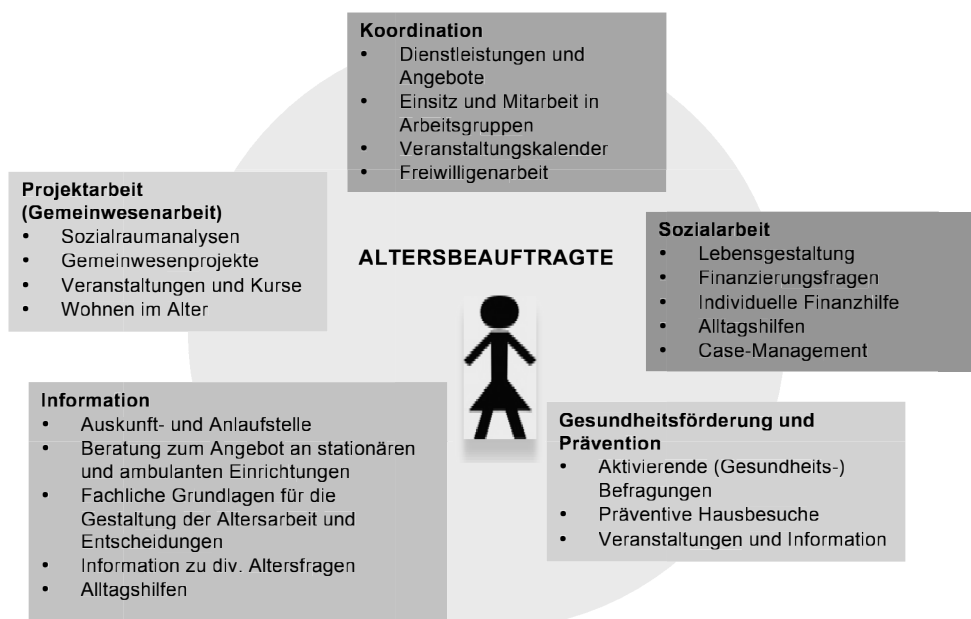 Koordination
• Dienstleistungen und
Angebote
• Einsitz und Mitarbeit in
Arbeitsgruppen
• Veranstaltungskalender
• Freiwilligenarbeit
Projektarbeit
(Gemeinwesenarbeit)
• Sozialraumanalysen
• Gemeinwesenprojekte
• Veranstaltungen und Kurse
• Wohnen im Alter
ALTERSBEAUFTRAGTE
Sozialarbeit
• Lebensgestaltung
• Finanzierungsfragen
• Individuelle Finanzhilfe
• Alltagshilfen
• Case-Management
Information
• Auskunft- und Anlaufstelle
• Beratung zum Angebot an stationären
und ambulanten Einrichtungen
• Fachliche Grundlagen für die
Gestaltung der Altersarbeit und
Entscheidungen
• Information zu div. Altersfragen
• Alltagshilfen
Gesundheitsförderung und
Prävention
• Aktivierende (Gesundheits-)
Befragungen
• Präventive Hausbesuche
• Veranstaltungen und Information